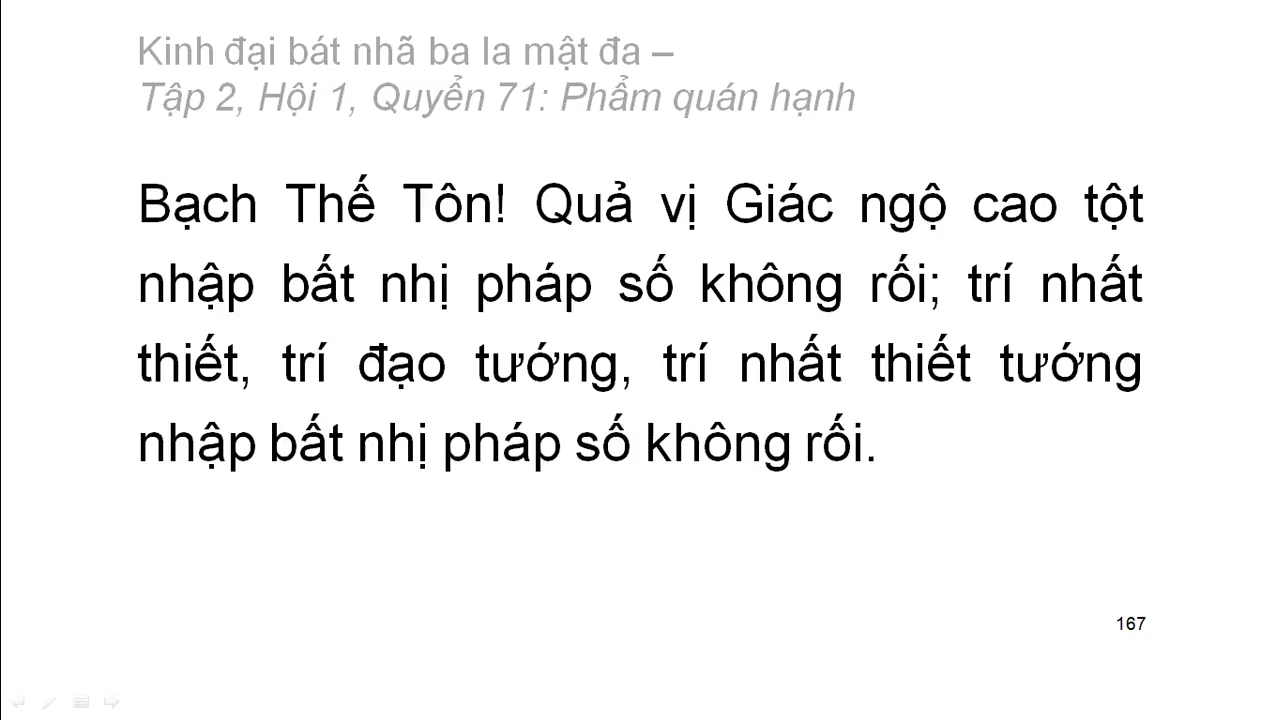 Kinh đại bát nhã ba la mật đa –
Tập 2, Hội 1, Quyển 71: Phẩm quán hạnh
Bạch Thế Tôn! Quả vị Giác ngộ cao tột
nhập bất nhị pháp số không rối; trí nhất
thiết, trí đạo tướng, trí nhất thiết tướng
nhập bất nhị pháp số không rối.
167